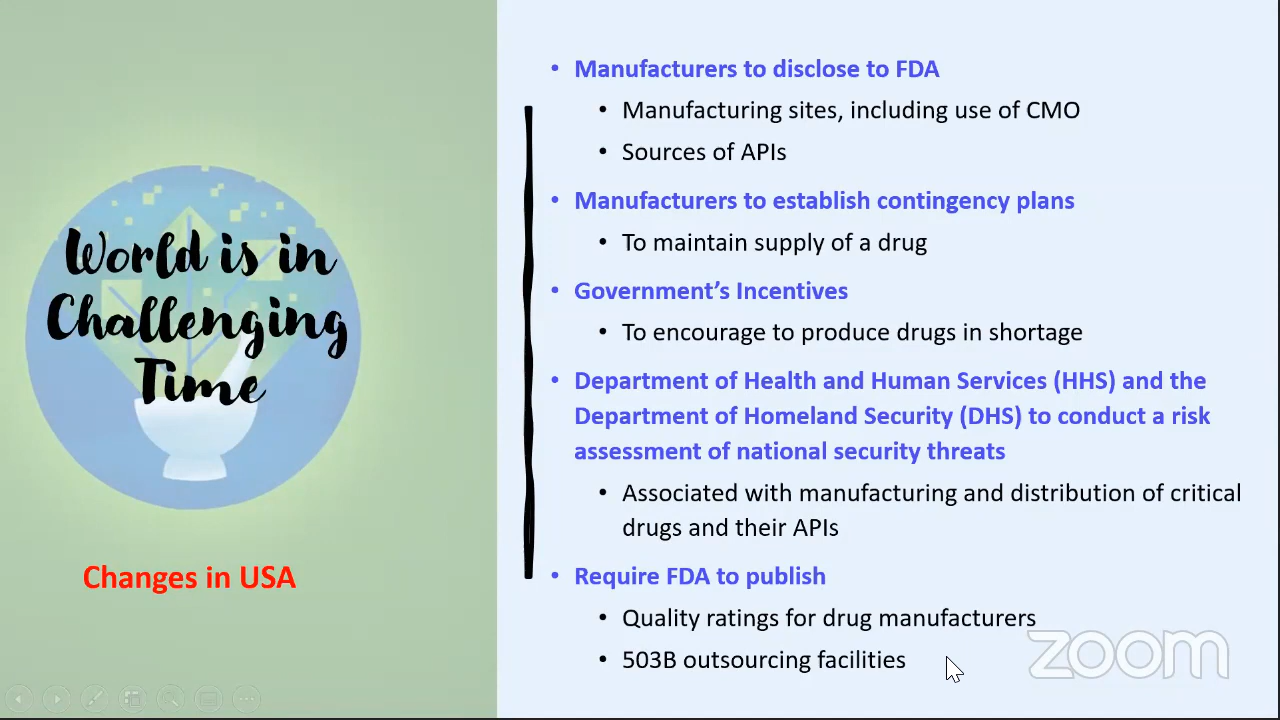 World is in
Challenging
Time
Changes in USA
• Manufacturers to disclose to FDA
• Manufacturing sites, including use of CMO
• Sources of APIs
• Manufacturers to establish contingency plans
• To maintain supply of a drug
• Government’s Incentives
• To encourage to produce drugs in shortage
• Department of Health and Human Services (HHS) and the
Department of Homeland Security (DHS) to conduct a risk
assessment of national security threats
• Associated with manufacturing and distribution of critical
drugs and their APIs
• Require FDA to publish
• Quality ratings for drug manufacturers
• 503B outsourcing facilities
zoom